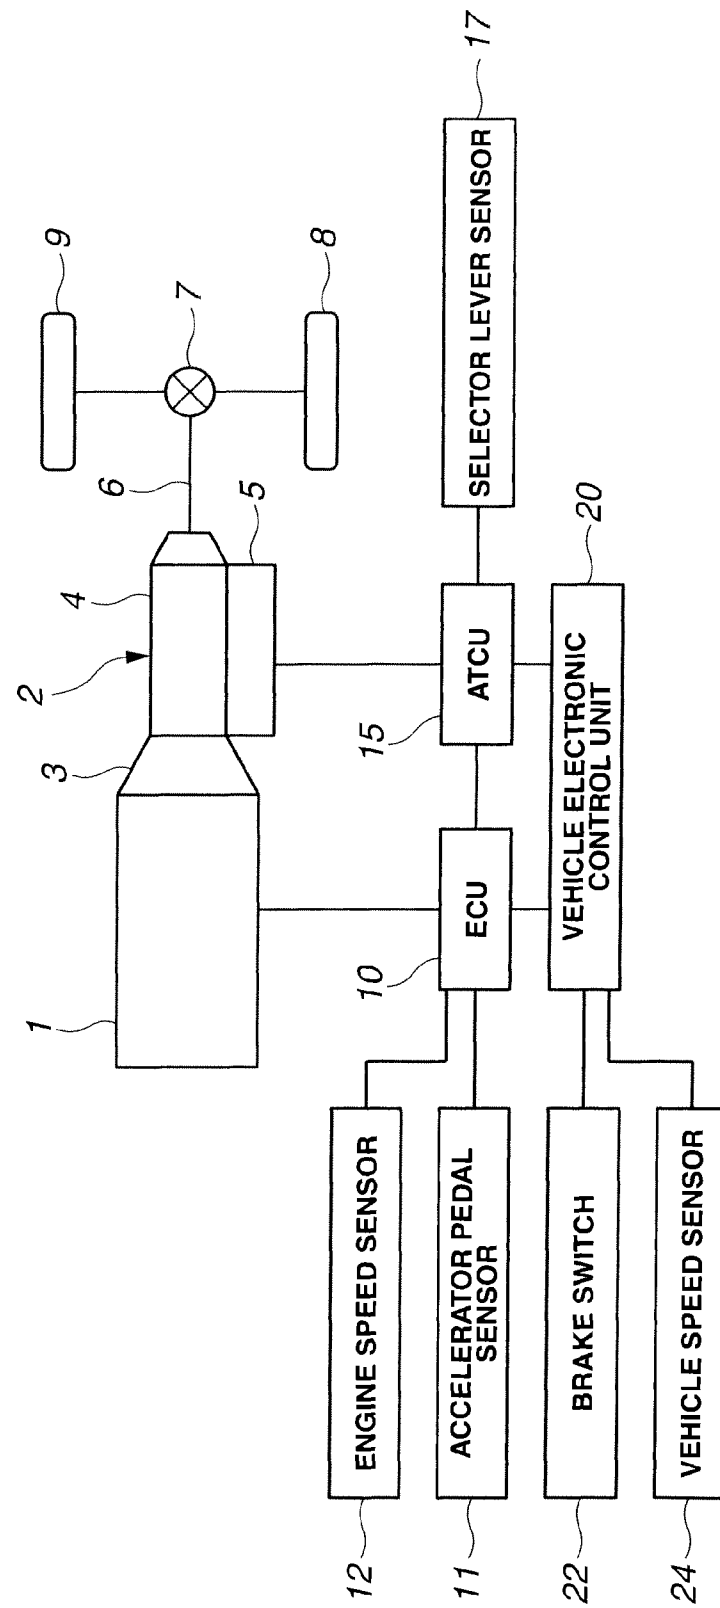 1
3
2
4
6
5
9
7
8
10
ECU
15
ATCU
SELECTOR LEVER SENSOR
17
VEHICLE ELECTRONIC
CONTROL UNIT
20
12
ENGINE SPEED SENSOR
11
ACCELERATOR PEDAL
SENSOR
22
BRAKE SWITCH
24
VEHICLE SPEED SENSOR